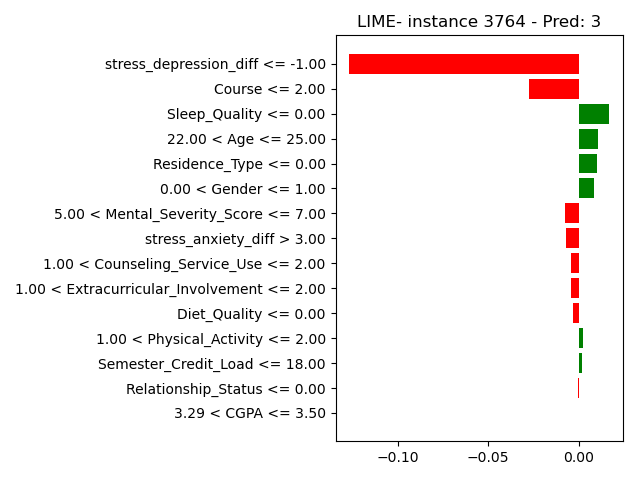 LIME- instance 3764 - Pred: 3
stress_depression_diff <= -1.00
Course <= 2.00
Sleep_Quality <= 0.00
22.00 < Age <= 25.00
Residence_Type <= 0.00
0.00 < Gender <= 1.00
5.00 < Mental_Severity_Score <= 7.00
stress_anxiety_diff > 3.00
1.00 < Counseling_Service_Use <= 2.00
1.00 < Extracurricular_Involvement <= 2.00
Diet_Quality <= 0.00
1.00 < Physical_Activity <= 2.00
Semester_Credit_Load <= 18.00
Relationship_Status <= 0.00
3.29 < CGPA <= 3.50
−0.10 −0.05 0.00